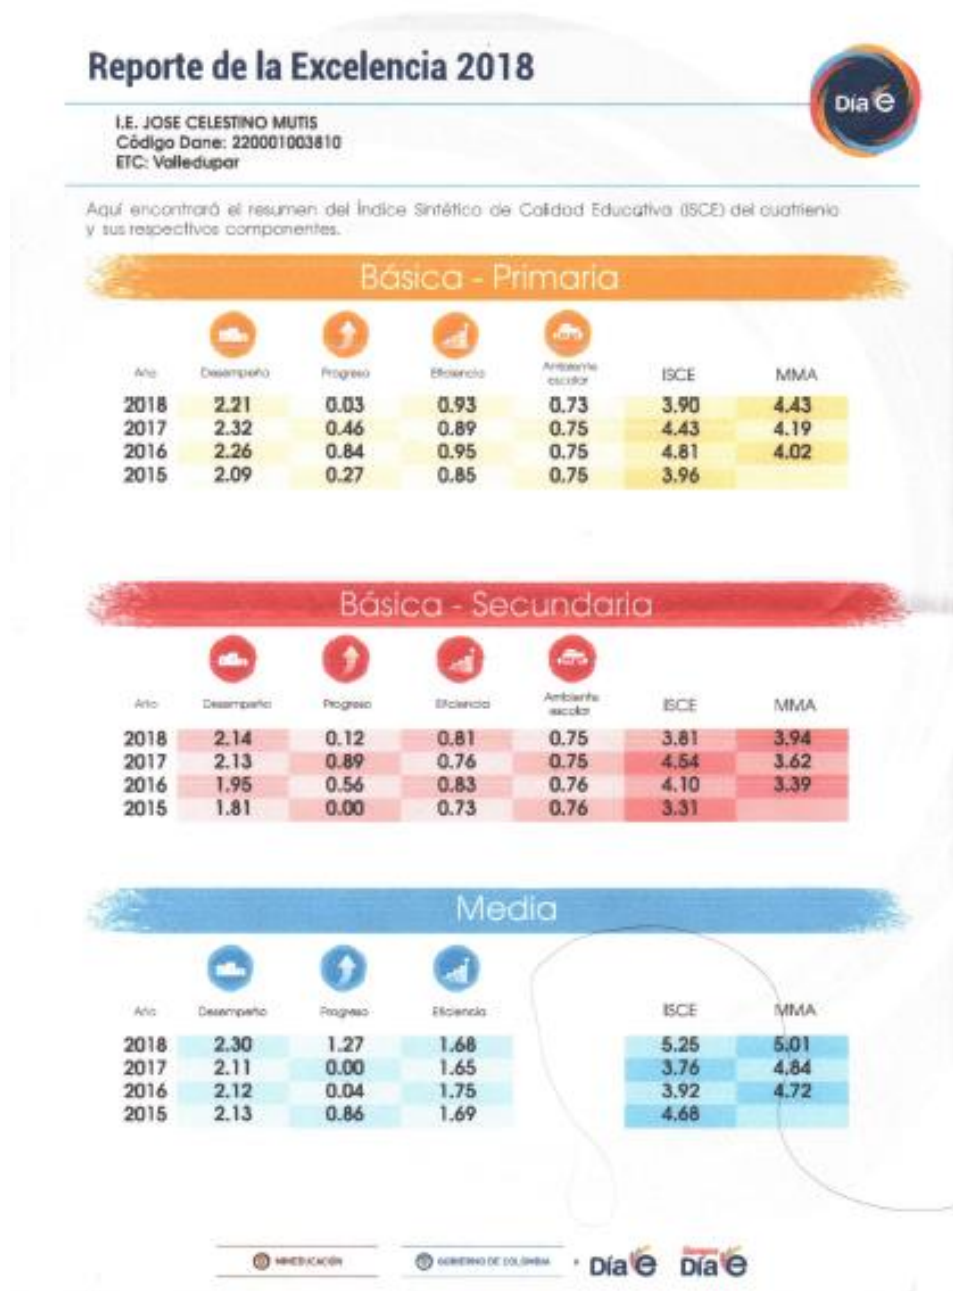 Reporte de la Excelencia 2018
Día e
I.E. JOSE CELESTINO MUTIS
Código Dane: 220001003810
ETC: Valledupar
Aquí encontrará el resumen del Índice Sintético de Calidad Educativa (ISCE) del cuatrienio
y sus respectivos componentes.
Básica - Primaria
Año Desempeño Progreso Eficiencia Ambiente escolar ISCE MMA
2018 2.21 0.03 0.93 0.73 3.90 4.43
2017 2.32 0.46 0.89 0.75 4.43 4.19
2016 2.26 0.84 0.95 0.75 4.81 4.02
2015 2.09 0.27 0.85 0.75 3.96
Básica - Secundaria
Año Desempeño Progreso Eficiencia Ambiente escolar ISCE MMA
2018 2.14 0.12 0.81 0.75 3.81 3.94
2017 2.13 0.89 0.76 0.75 4.54 3.62
2016 1.95 0.56 0.83 0.76 4.10 3.39
2015 1.81 0.00 0.73 0.76 3.31
Media
Año Desempeño Progreso Eficiencia ISCE MMA
2018 2.30 1.27 1.68 5.25 5.01
2017 2.11 0.00 1.65 3.76 4.84
2016 2.12 0.04 1.75 3.92 4.72
2015 2.13 0.86 1.69 4.68
MINEDUCACIÓN GOBIERNO DE COLOMBIA Día e Día e